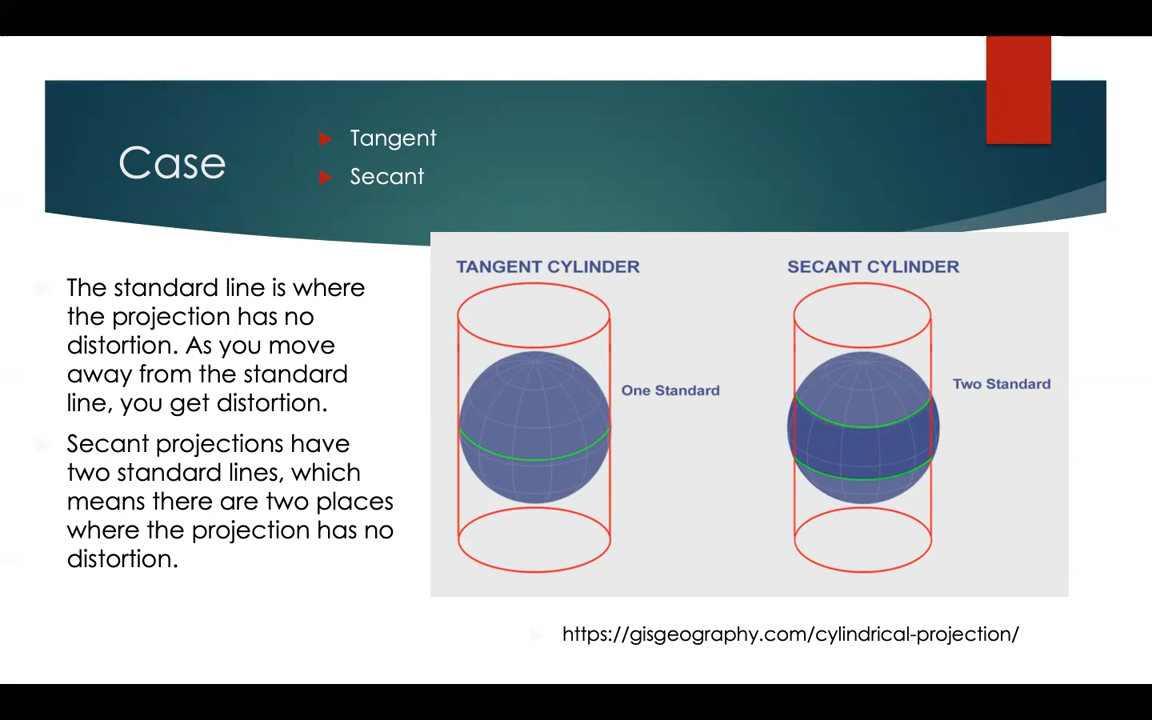 Case
Tangent
Secant
The standard line is where
the projection has no
distortion. As you move
away from the standard
line, you get distortion.
Secant projections have
two standard lines, which
means there are two places
where the projection has no
distortion.
TANGENT CYLINDER
One Standard
SECANT CYLINDER
Two Standard
https://gisgeography.com/cylindrical-projection/